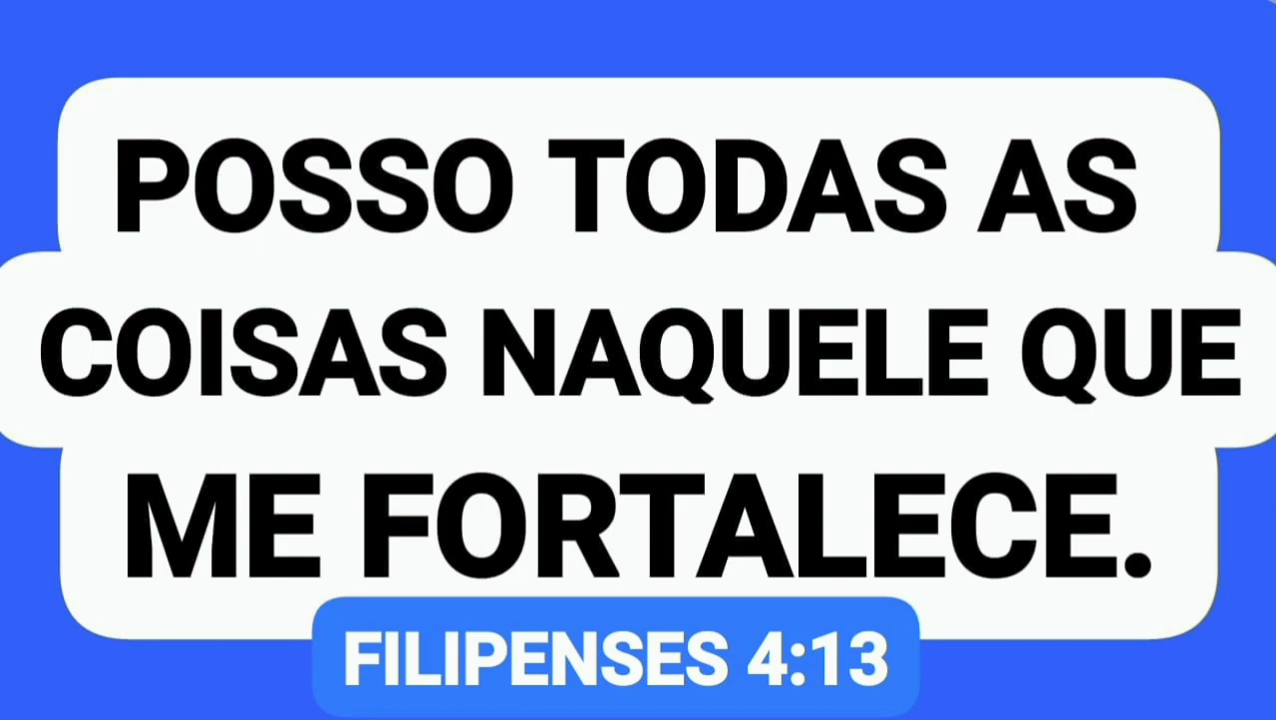 POSSO TODAS AS
COISAS NAQUELE QUE
ME FORTALECE.
FILIPENSES 4:13